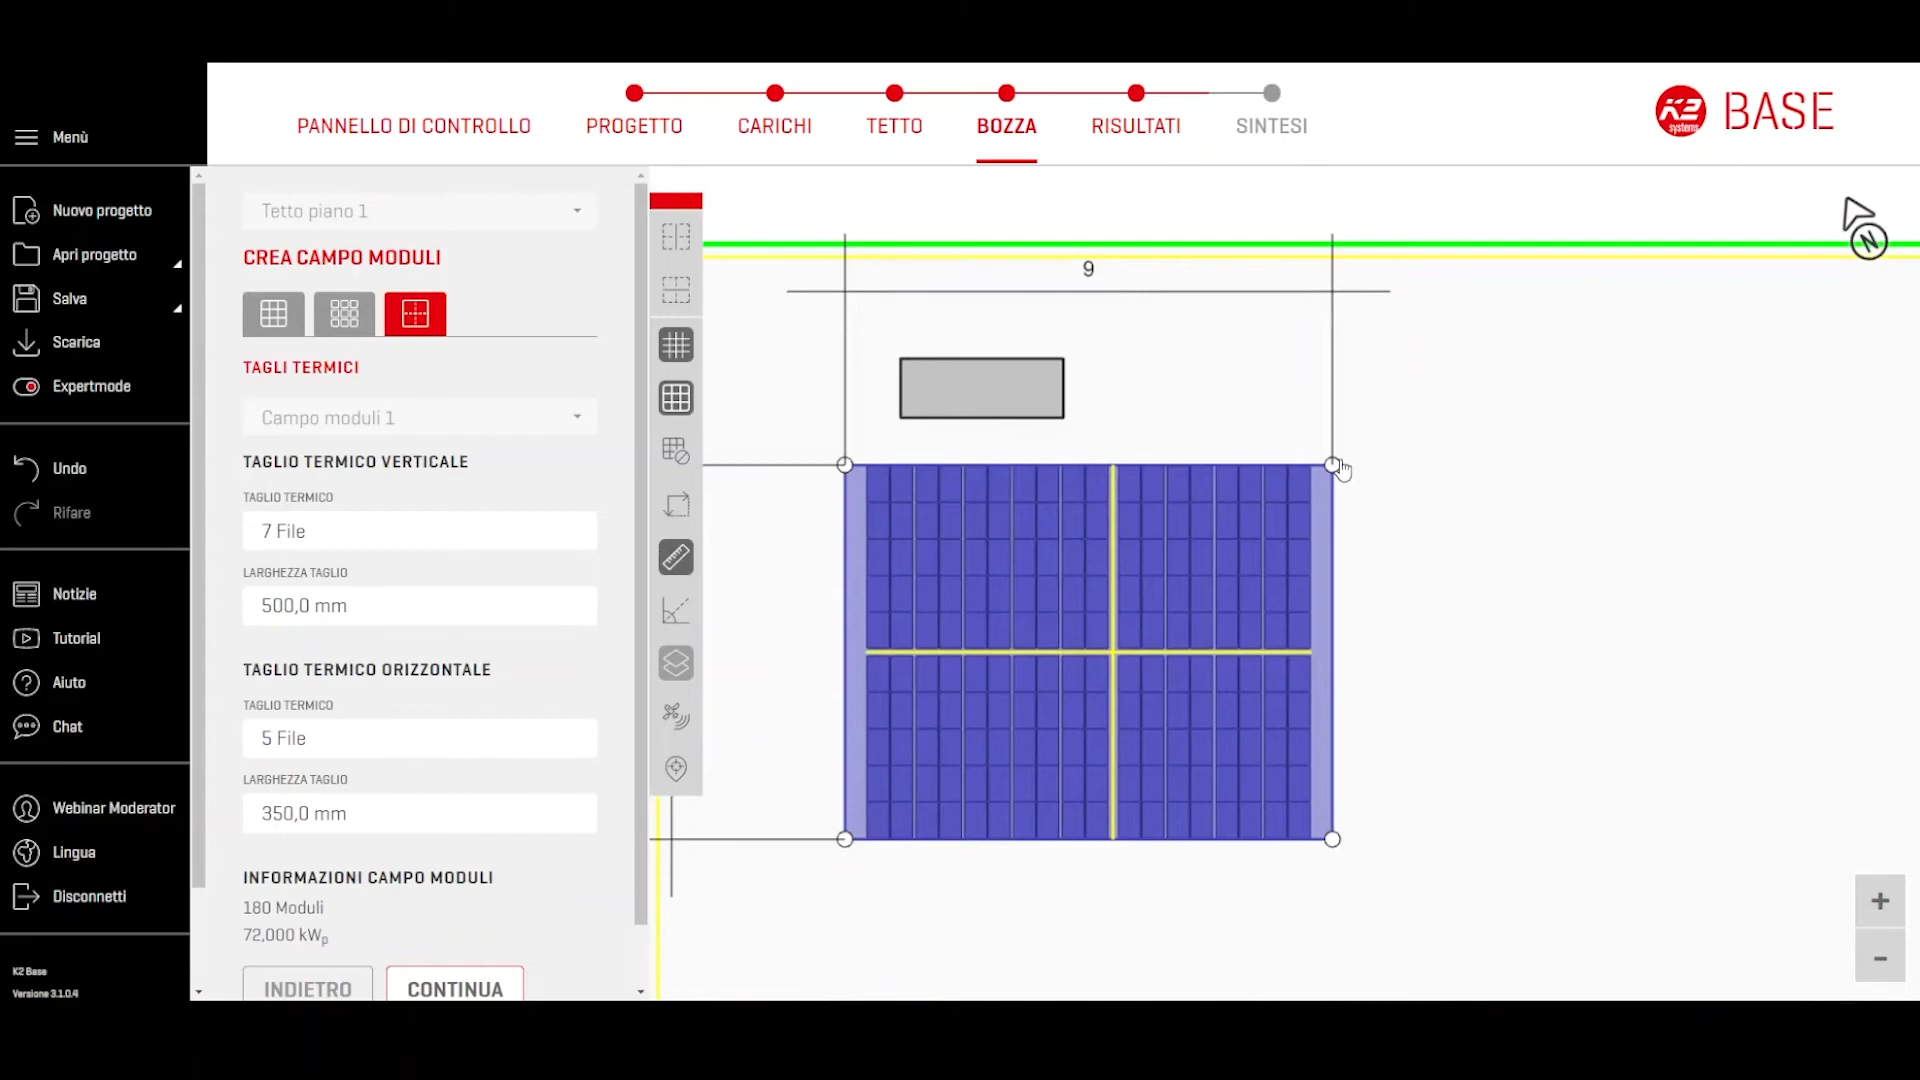 Menù
PANNELLO DI CONTROLLO
PROGETTO
CARICHI
TETTO
BOZZA
RISULTATI
SINTESI
K2 systems BASE
Nuovo progetto
Apri progetto
Salva
Scarica
Expertmode
Undo
Rifare
Notizie
Tutorial
Aiuto
Chat
Webinar Moderator
Lingua
Disconnetti
K2 Base
Versione 3.1.0.4
Tetto piano 1
CREA CAMPO MODULI
TAGLI TERMICI
Campo moduli 1
TAGLIO TERMICO VERTICALE
TAGLIO TERMICO
7 File
LARGHEZZA TAGLIO
500,0 mm
TAGLIO TERMICO ORIZZONTALE
TAGLIO TERMICO
5 File
LARGHEZZA TAGLIO
350,0 mm
INFORMAZIONI CAMPO MODULI
180 Moduli
72,000 kWp
INDIETRO
CONTINUA
9
N
+
-